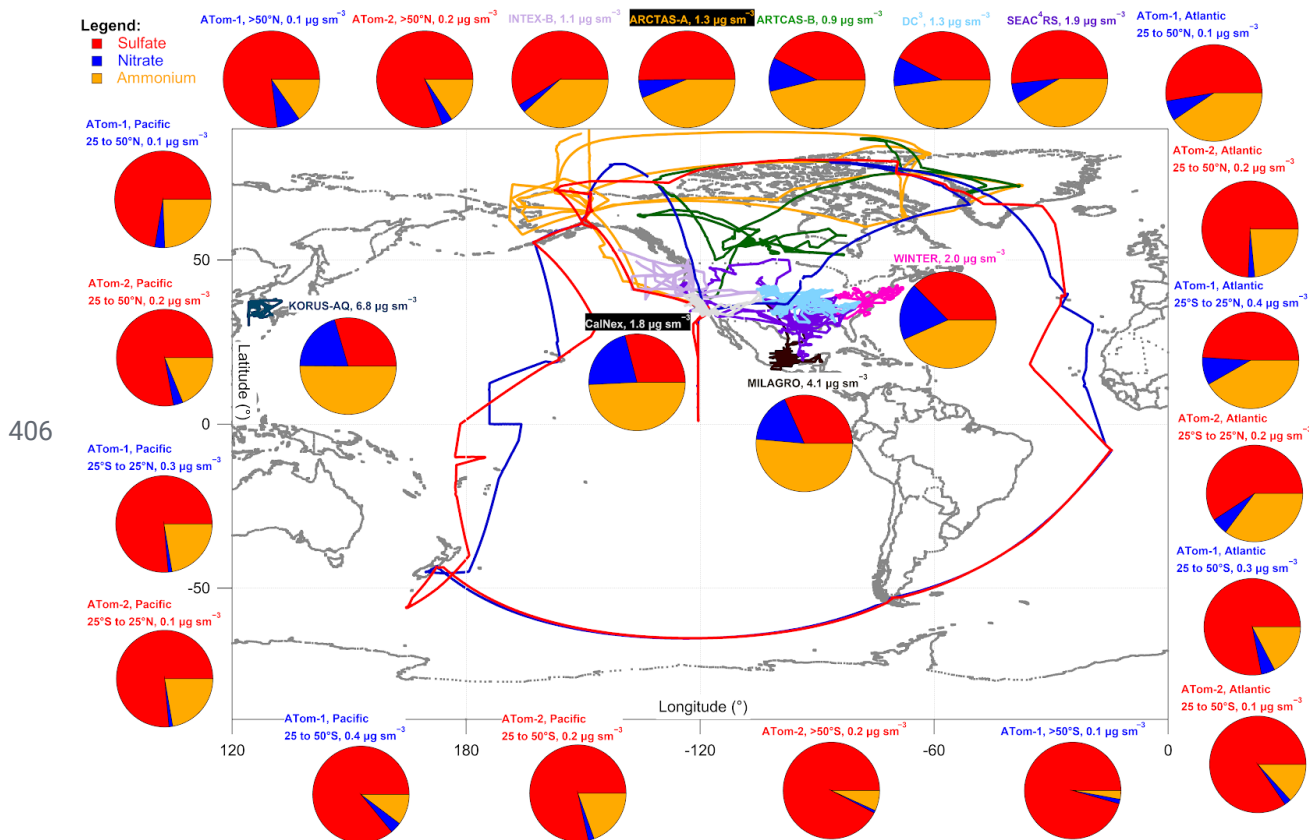 Legend:
Sulfate
Nitrate
Ammonium
ATom-1, >50°N, 0.1 µg sm⁻³
ATom-2, >50°N, 0.2 µg sm⁻³
INTEX-B, 1.1 µg sm⁻³
ARCTAS-A, 1.3 µg sm⁻³
ARTCAS-B, 0.9 µg sm⁻³
DC³, 1.3 µg sm⁻³
SEAC⁴RS, 1.9 µg sm⁻³
ATom-1, Atlantic
25 to 50°N, 0.1 µg sm⁻³
ATom-1, Pacific
25 to 50°N, 0.1 µg sm⁻³
ATom-2, Atlantic
25 to 50°N, 0.2 µg sm⁻³
50
WINTER, 2.0 µg sm⁻³
ATom-2, Pacific
25 to 50°N, 0.2 µg sm⁻³
KORUS-AQ, 6.8 µg sm⁻³
CalNex, 1.8 µg sm⁻³
ATom-1, Atlantic
25°S to 25°N, 0.4 µg sm⁻³
Latitude (°)
MILAGRO, 4.1 µg sm⁻³
406
0
ATom-2, Atlantic
25°S to 25°N, 0.2 µg sm⁻³
ATom-1, Pacific
25°S to 25°N, 0.3 µg sm⁻³
ATom-1, Atlantic
25 to 50°S, 0.3 µg sm⁻³
-50
ATom-2, Pacific
25°S to 25°N, 0.1 µg sm⁻³
ATom-2, Atlantic
25 to 50°S, 0.1 µg sm⁻³
Longitude (°)
ATom-1, Pacific
25 to 50°S, 0.4 µg sm⁻³
ATom-2, Pacific
25 to 50°S, 0.2 µg sm⁻³
ATom-2, >50°S, 0.2 µg sm⁻³
ATom-1, >50°S, 0.1 µg sm⁻³
120
180
-120
-60
0